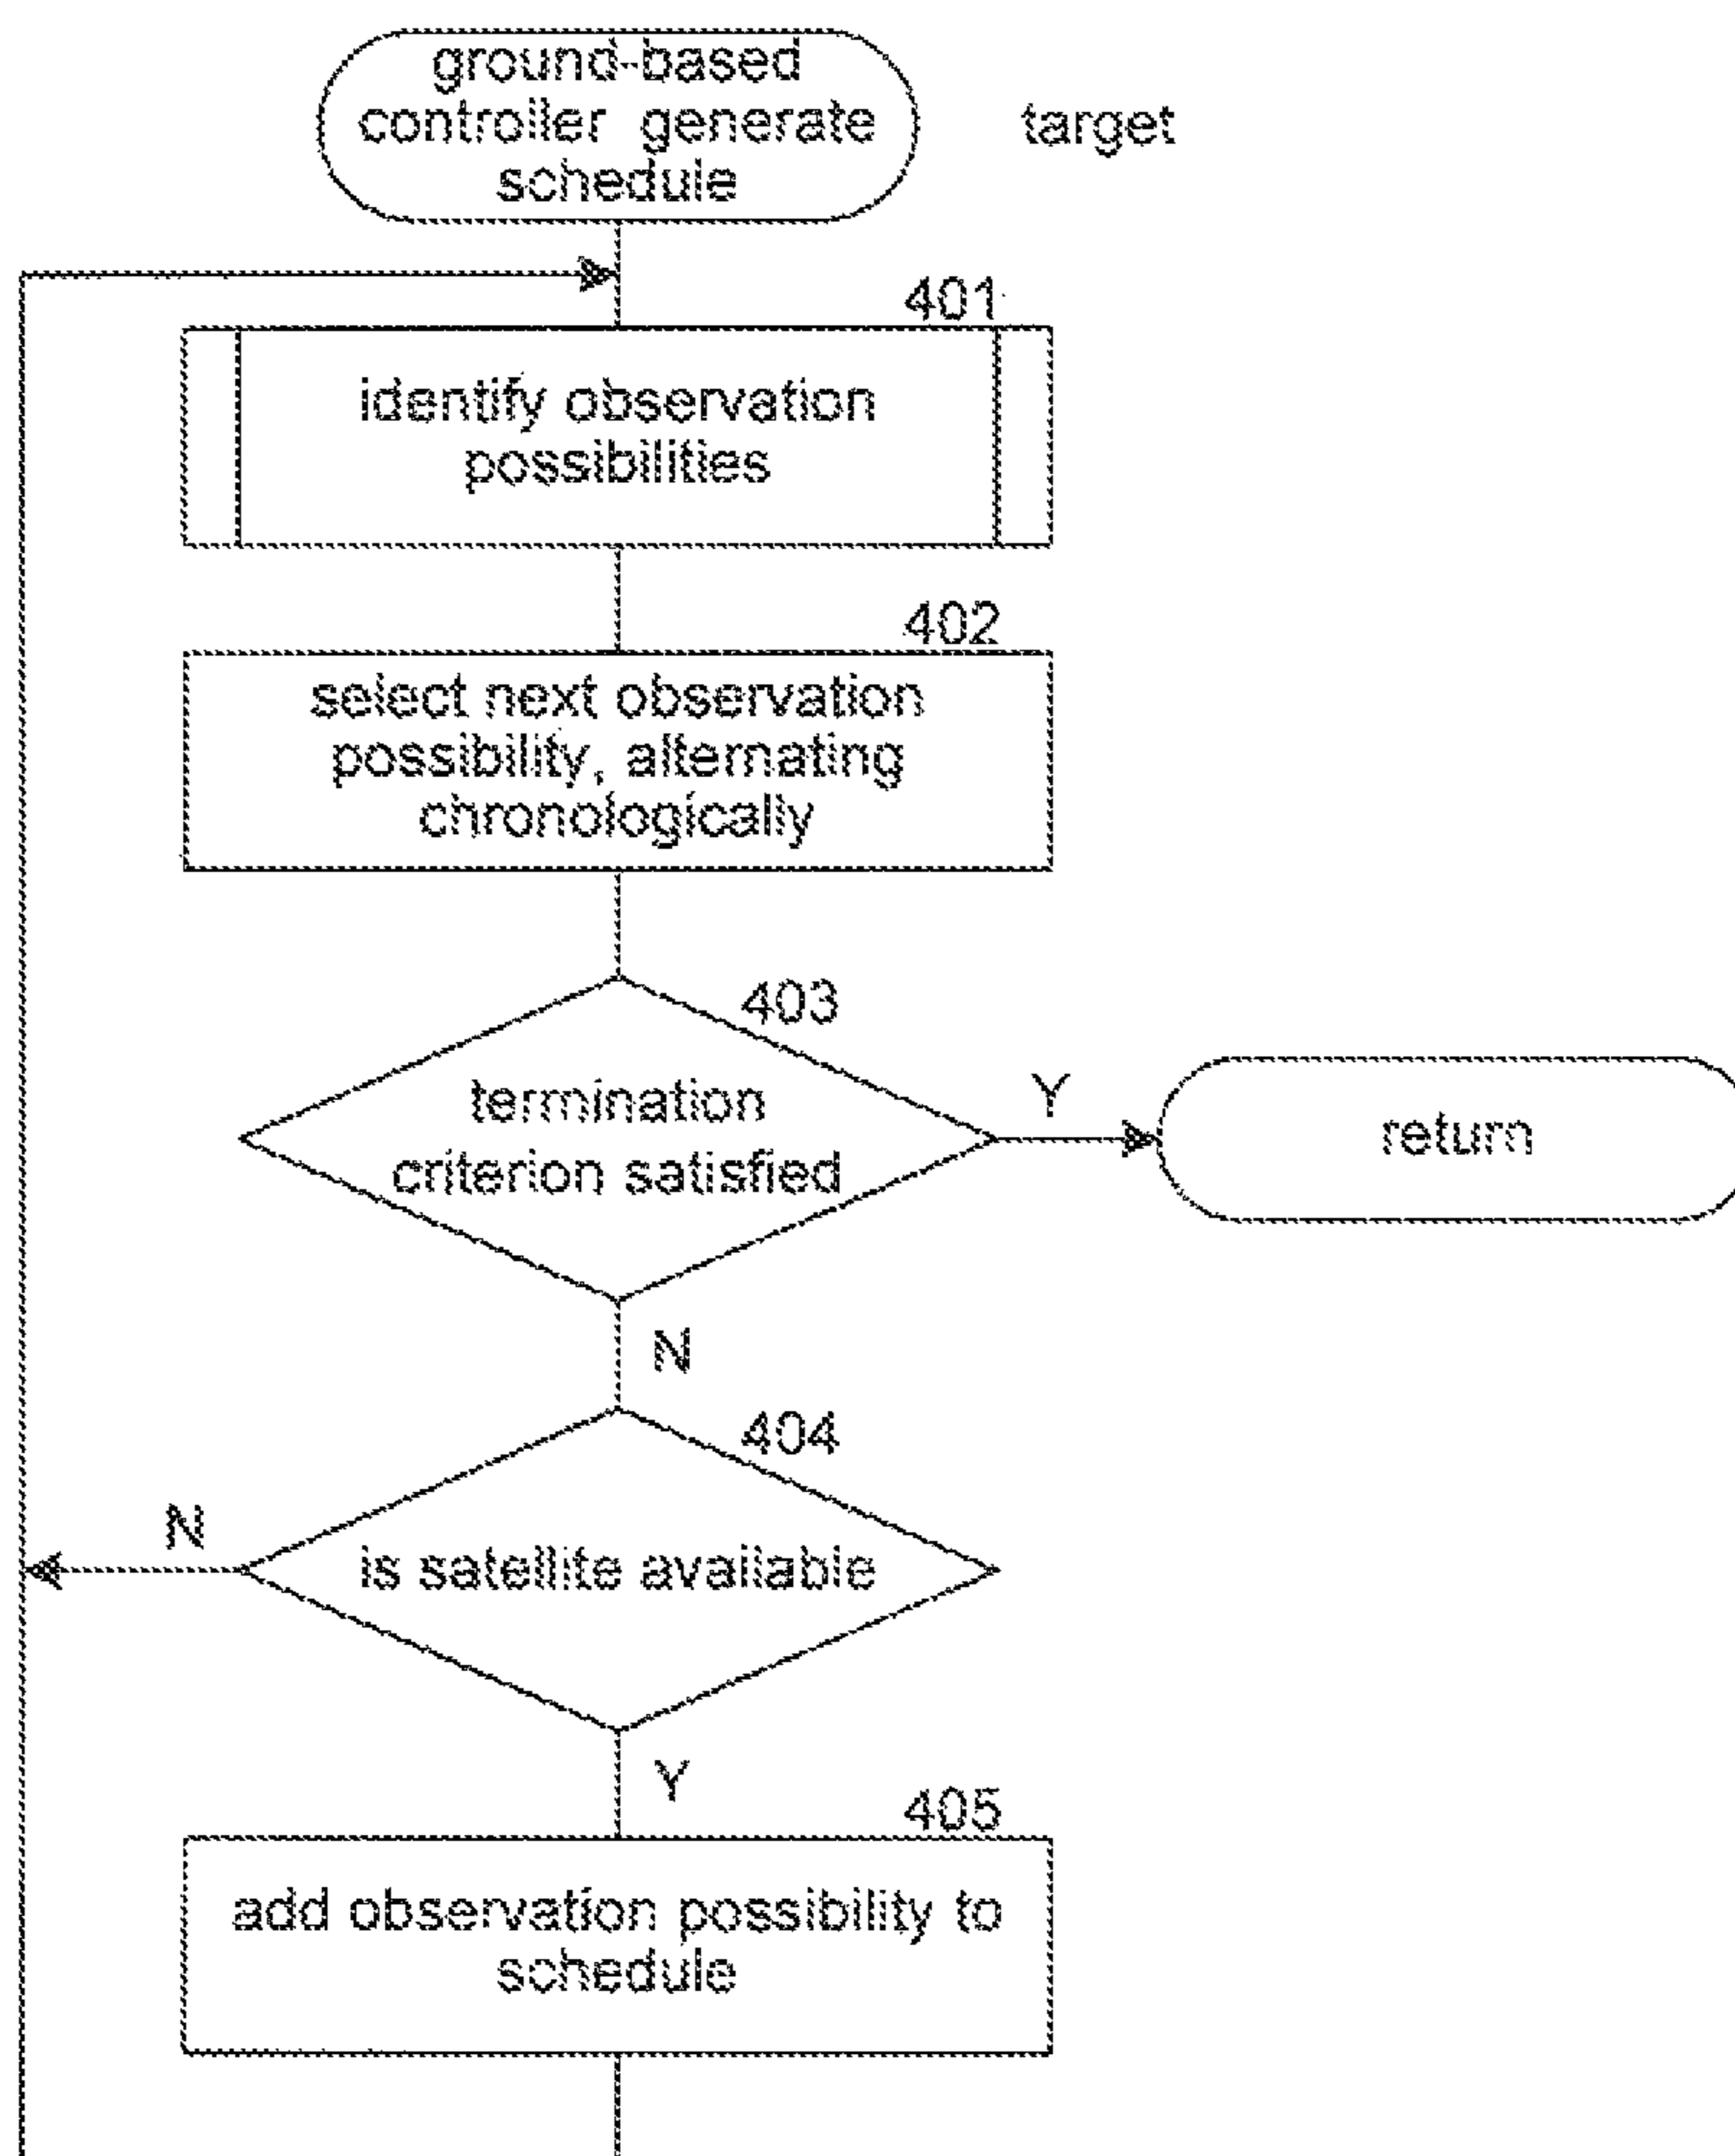 ground-based
controller generate
schedule
target
401
identify observation
possibilities
402
select next observation
possibility, alternating
chronologically
403
termination
criterion satisfied
Y
return
N
404
is satellite available
N
Y
405
add observation possibility to
schedule